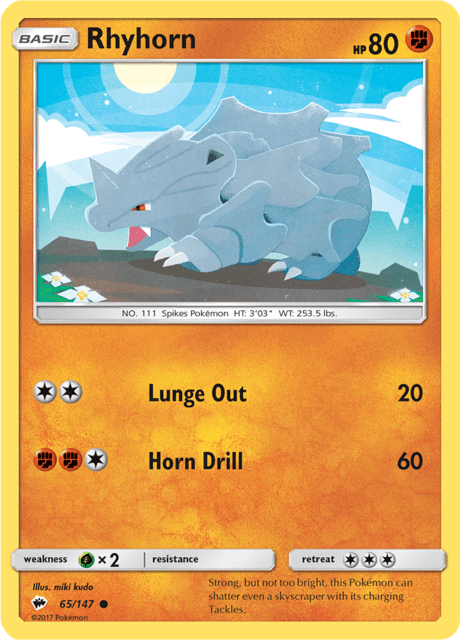 BASIC Rhyhorn HP 80
NO. 111 Spikes Pokémon HT: 3'03" WT: 253.5 lbs.
Lunge Out 20
Horn Drill 60
weakness ×2 resistance retreat
Illus. miki kudo
65/147
©2017 Pokémon
Strong, but not too bright, this Pokémon can
shatter even a skyscraper with its charging
Tackles.